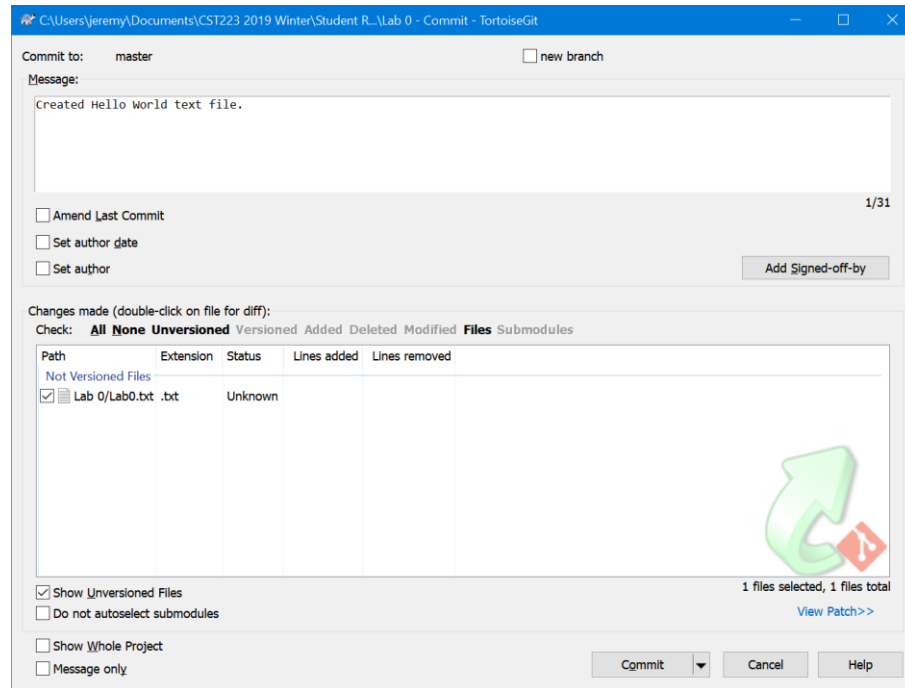 C:\Users\jeremy\Documents\CST223 2019 Winter\Student R...\Lab 0 - Commit - TortoiseGit
Commit to: master new branch
Message:
Created Hello World text file.
1/31
Amend Last Commit
Set author date
Set author
Add Signed-off-by
Changes made (double-click on file for diff):
Check: All None Unversioned Versioned Added Deleted Modified Files Submodules
Path Extension Status Lines added Lines removed
Not Versioned Files
Lab 0/Lab0.txt .txt Unknown
Show Unversioned Files
1 files selected, 1 files total
Do not autoselect submodules
View Patch>>
Show Whole Project
Message only
Commit Cancel Help